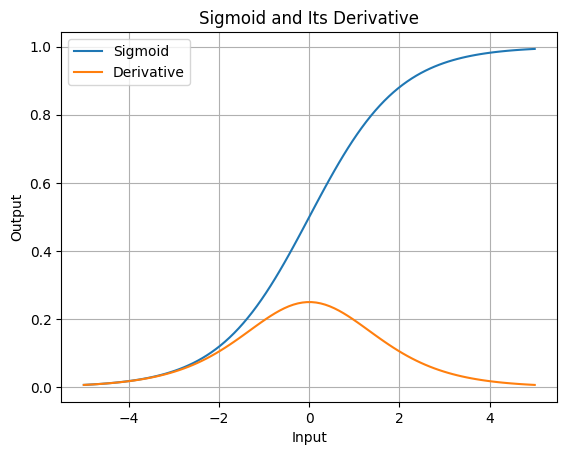 Sigmoid and Its Derivative
Sigmoid
Derivative
1.0
0.8
0.6
0.4
0.2
0.0
Output
−4
−2
0
2
4
Input